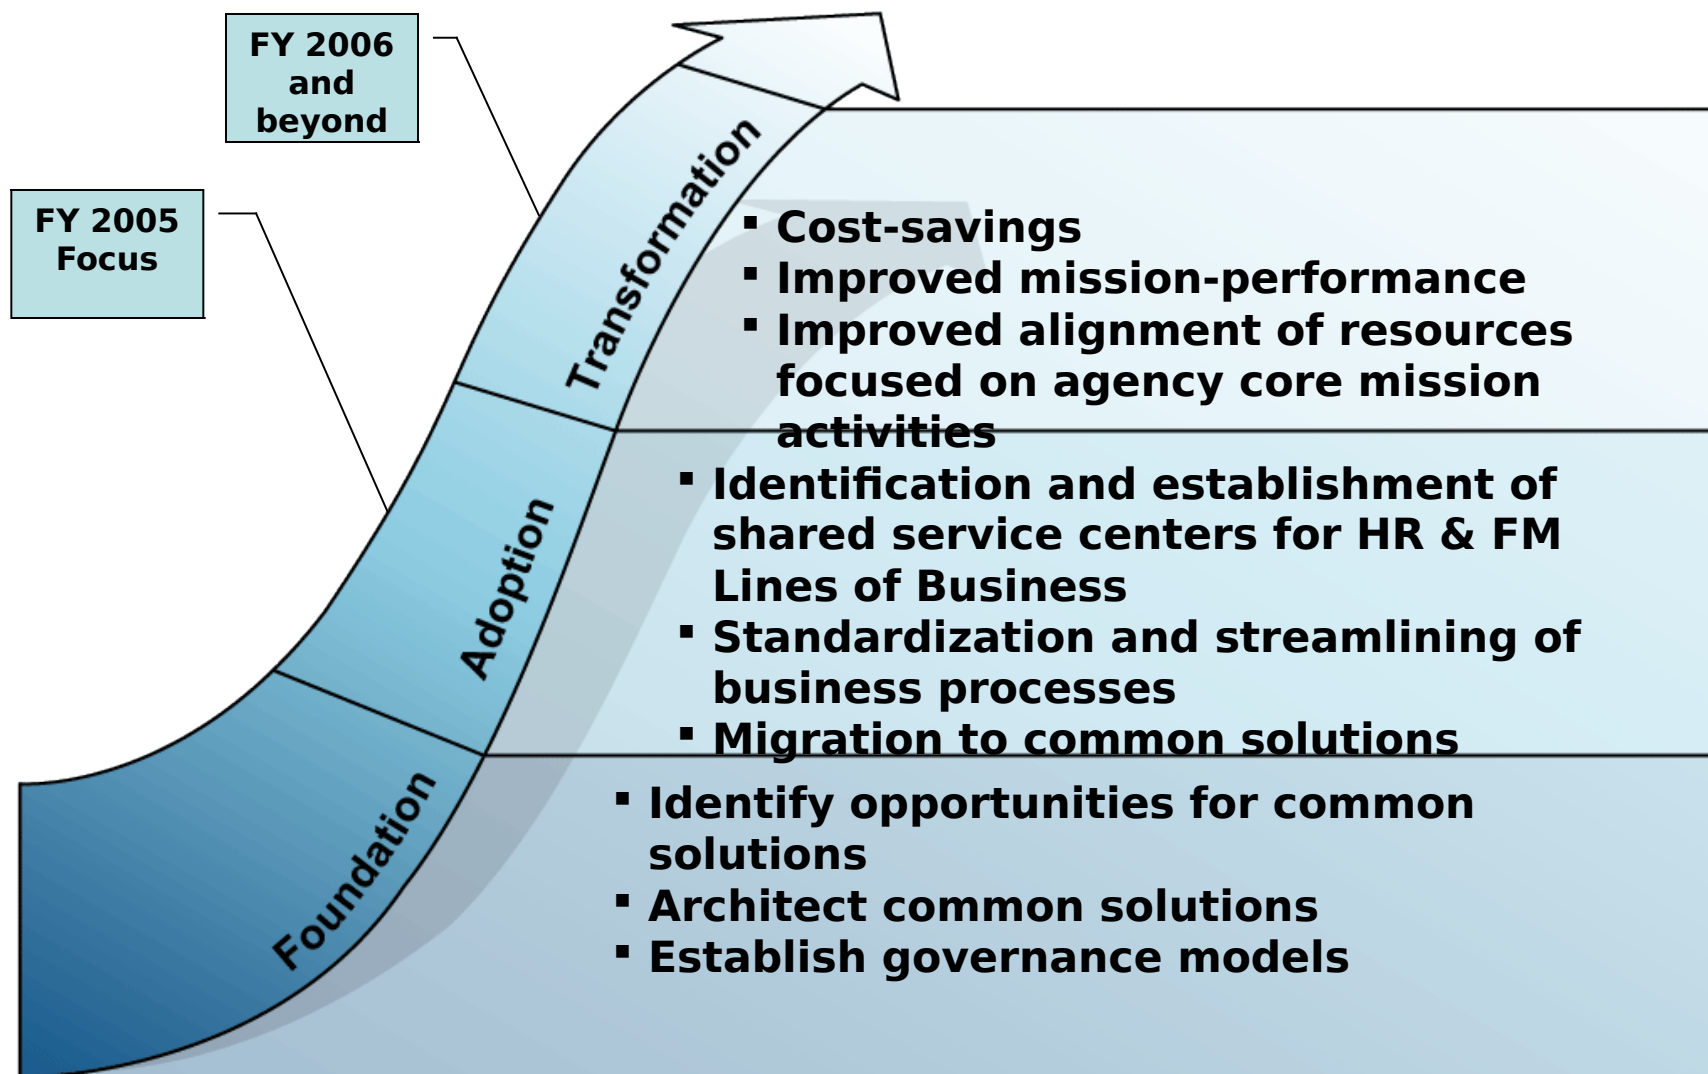 FY 2006
and
beyond
FY 2005
Focus
Transformation
▪ Cost-savings
▪ Improved mission-performance
▪ Improved alignment of resources
focused on agency core mission
activities
Adoption
▪ Identification and establishment of
shared service centers for HR & FM
Lines of Business
▪ Standardization and streamlining of
business processes
▪ Migration to common solutions
Foundation
▪ Identify opportunities for common
solutions
▪ Architect common solutions
▪ Establish governance models